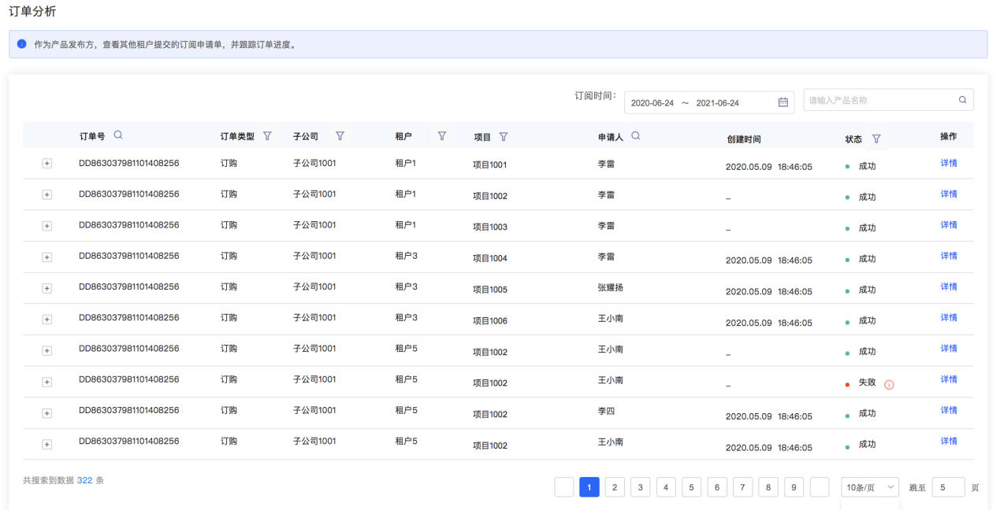 订单分析
作为产品发布方，查看其他租户提交的订阅申请单，并跟踪订单进度。
订阅时间： 2020-06-24 ～ 2021-06-24 请输入产品名称
订单号 订单类型 子公司 租户 项目 申请人 创建时间 状态 操作
DD863037981101408256 订购 子公司1001 租户1 项目1001 李雷 2020.05.09 18:46:05 成功 详情
DD863037981101408256 订购 子公司1001 租户1 项目1002 李雷 – 成功 详情
DD863037981101408256 订购 子公司1001 租户1 项目1003 李雷 – 成功 详情
DD863037981101408256 订购 子公司1001 租户3 项目1004 李雷 2020.05.09 18:46:05 成功 详情
DD863037981101408256 订购 子公司1001 租户3 项目1005 张耀扬 2020.05.09 18:46:05 成功 详情
DD863037981101408256 订购 子公司1001 租户3 项目1006 王小南 2020.05.09 18:46:05 成功 详情
DD863037981101408256 订购 子公司1001 租户5 项目1002 王小南 – 成功 详情
DD863037981101408256 订购 子公司1001 租户5 项目1002 王小南 – 失败 详情
DD863037981101408256 订购 子公司1001 租户5 项目1002 李四 2020.05.09 18:46:05 成功 详情
DD863037981101408256 订购 子公司1001 租户5 项目1002 王小南 2020.05.09 18:46:05 成功 详情
共搜索到数据 322 条 1 2 3 4 5 6 7 8 9 10条/页 跳至 5 页